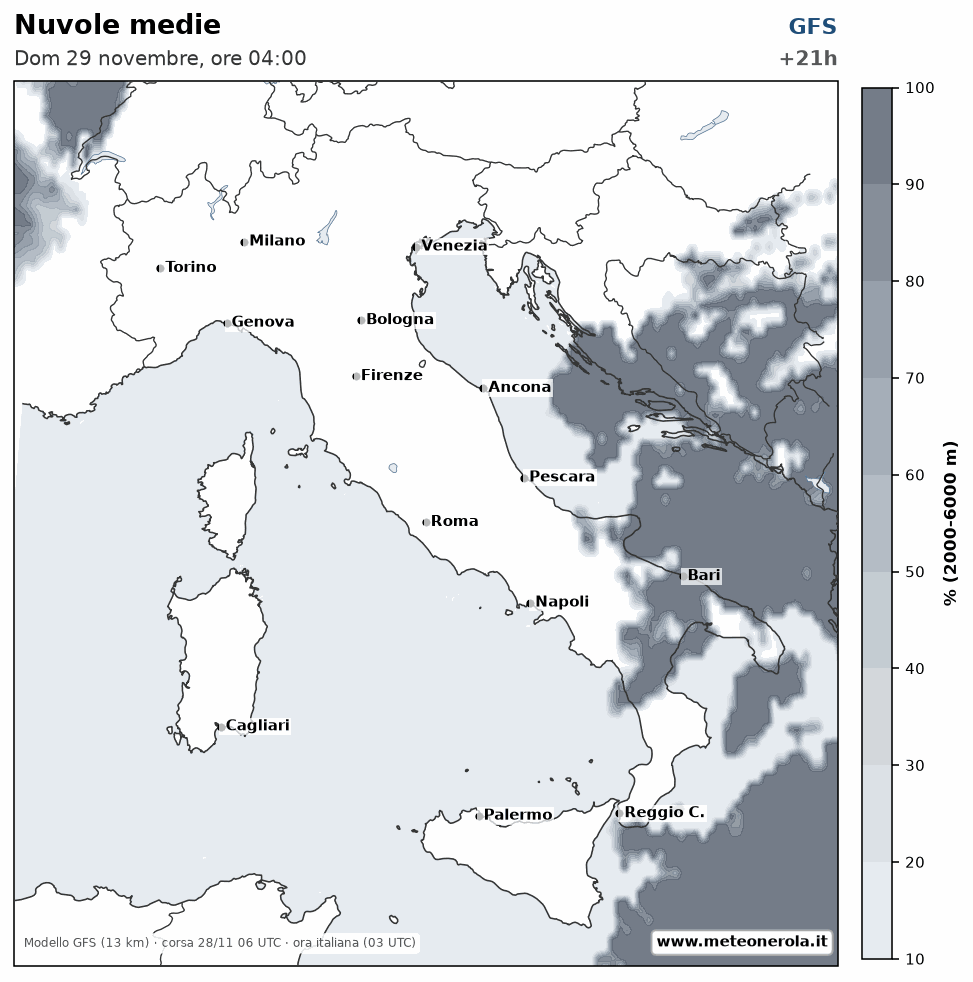 Nuvole medie
GFS
Dom 29 novembre, ore 04:00
+21h
100
90
80
70
60
50
40
30
20
10
% (2000-6000 m)
Milano
Venezia
Torino
Genova
Bologna
Firenze
Ancona
Pescara
Roma
Bari
Napoli
Cagliari
Palermo
Reggio C.
Modello GFS (13 km) · corsa 28/11 06 UTC · ora italiana (03 UTC)
www.meteonerola.it